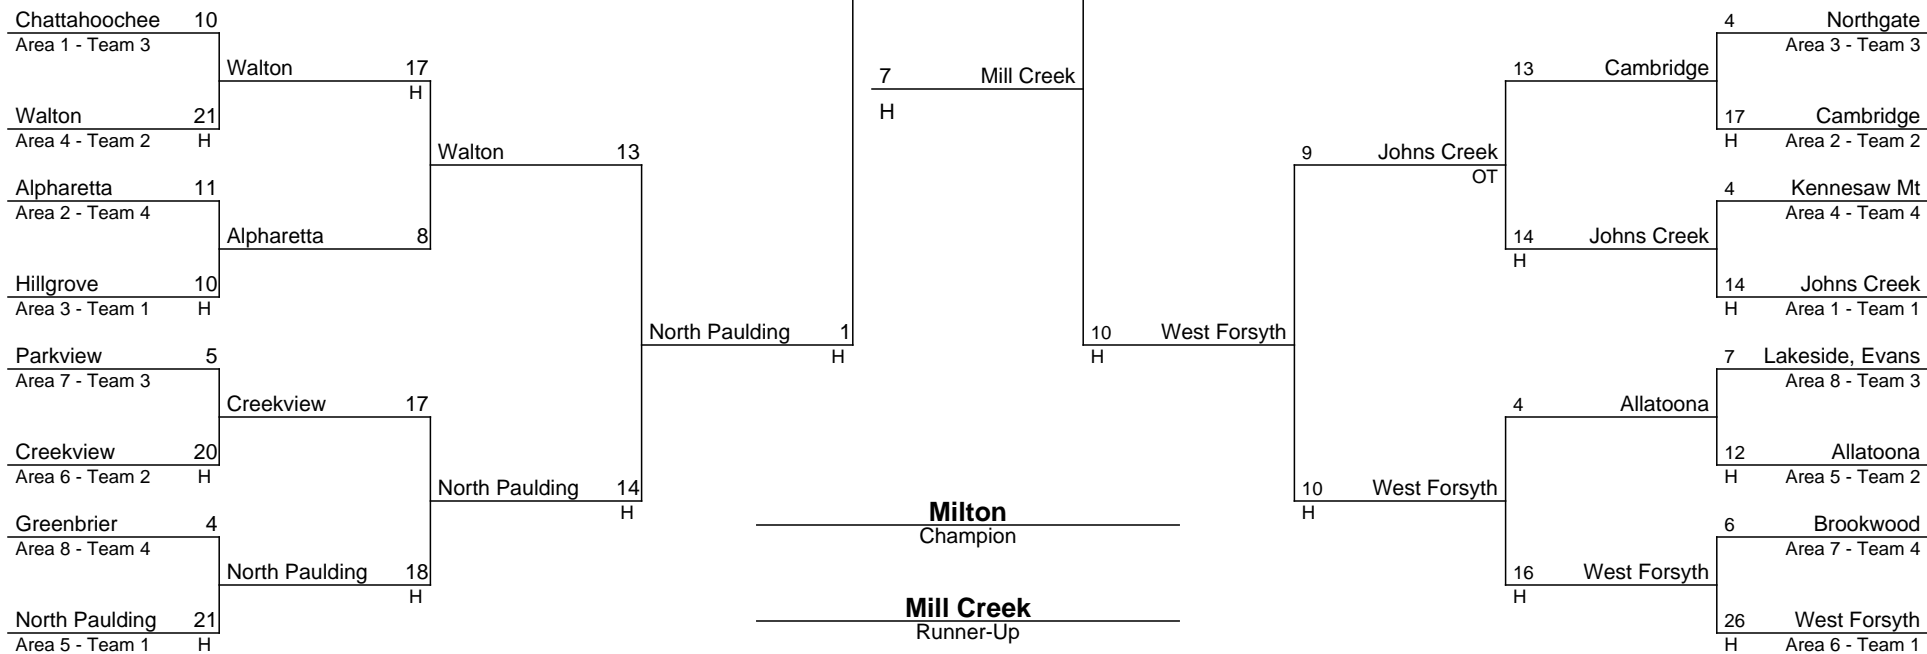 Chattahoochee 10
Area 1 - Team 3
Walton 21
Area 4 - Team 2 H
Alpharetta 11
Area 2 - Team 4
Hillgrove 10
Area 3 - Team 1 H
Parkview 5
Area 7 - Team 3
Creekview 20
Area 6 - Team 2 H
Greenbrier 4
Area 8 - Team 4
North Paulding 21
Area 5 - Team 1 H
Walton 17
H
Alpharetta 8
Creekview 17
North Paulding 18
H
Walton 13
North Paulding 14
H
North Paulding 1
H
7 Mill Creek
H
Milton
Champion
Mill Creek
Runner-Up
10 West Forsyth
H
9 Johns Creek
OT
10 West Forsyth
H
13 Cambridge
14 Johns Creek
H
4 Allatoona
16 West Forsyth
H
4 Northgate
Area 3 - Team 3
17 Cambridge
H Area 2 - Team 2
4 Kennesaw Mt
Area 4 - Team 4
14 Johns Creek
H Area 1 - Team 1
7 Lakeside, Evans
Area 8 - Team 3
12 Allatoona
H Area 5 - Team 2
6 Brookwood
Area 7 - Team 4
26 West Forsyth
H Area 6 - Team 1